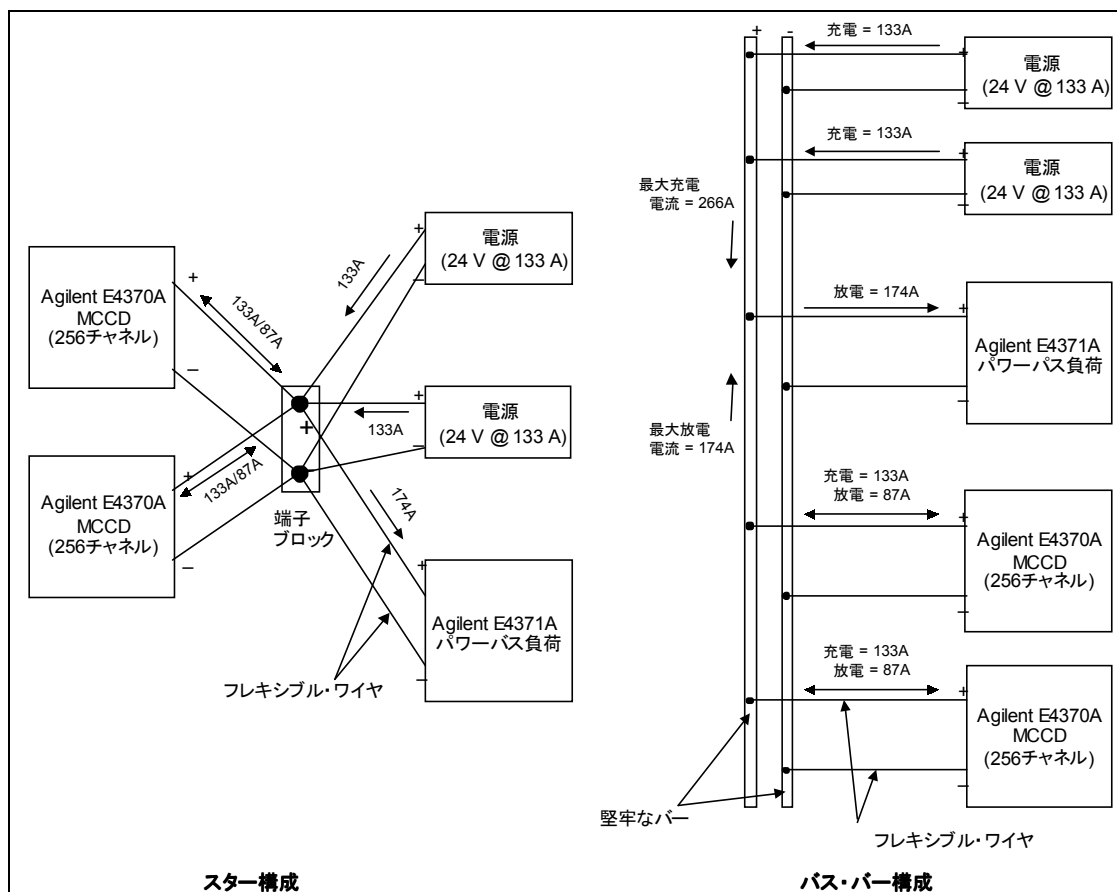 +
133A
電源
(24 V @ 133 A)
−
Agilent E4370A
MCCD
(256チャネル)
+
133A/87A
−
+
133A
電源
(24 V @ 133 A)
−
+
端子
ブロック
Agilent E4370A
MCCD
(256チャネル)
+
133A/87A
−
174A
+
Agilent E4371A
パワーバス負荷
−
フレキシブル・ワイヤ
スター構成
+
-
充電 = 133A
+
電源
(24 V @ 133 A)
−
充電 = 133A
+
電源
(24 V @ 133 A)
−
最大充電
電流 = 266A
放電 = 174A
+
Agilent E4371A
パワーバス負荷
−
最大放電
電流 = 174A
充電 = 133A
放電 = 87A
+
Agilent E4370A
MCCD
(256チャネル)
−
充電 = 133A
放電 = 87A
+
Agilent E4370A
MCCD
(256チャネル)
−
堅牢なバー
フレキシブル・ワイヤ
バス・バー構成